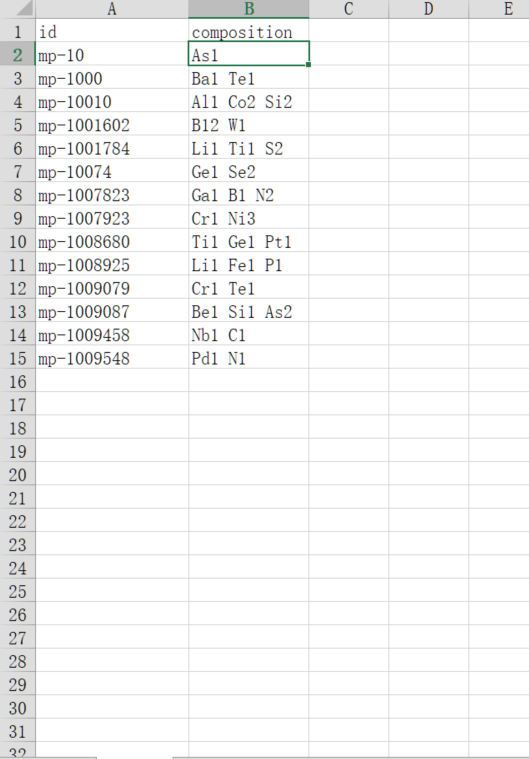 A B C D E
1 id composition
2 mp-10 As1
3 mp-1000 Ba1 Te1
4 mp-10010 Al1 Co2 Si2
5 mp-1001602 B12 W1
6 mp-1001784 Li1 Ti1 S2
7 mp-10074 Ge1 Se2
8 mp-1007823 Ga1 B1 N2
9 mp-1007923 Cr1 Ni3
10 mp-1008680 Ti1 Ge1 Pt1
11 mp-1008925 Li1 Fe1 P1
12 mp-1009079 Cr1 Te1
13 mp-1009087 Be1 Si1 As2
14 mp-1009458 Nb1 C1
15 mp-1009548 Pd1 N1
16
17
18
19
20
21
22
23
24
25
26
27
28
29
30
31
32